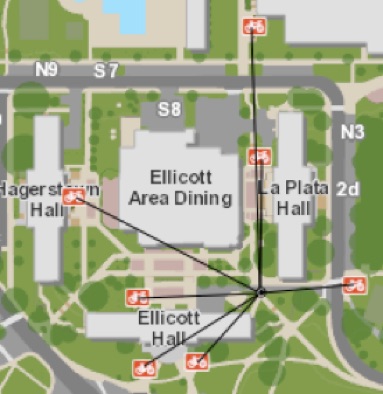 N9 S7
S8
N3
Ellicott
Area Dining
Hagerstown
Hall
La Plata
Hall
2d
Ellicott
Hall